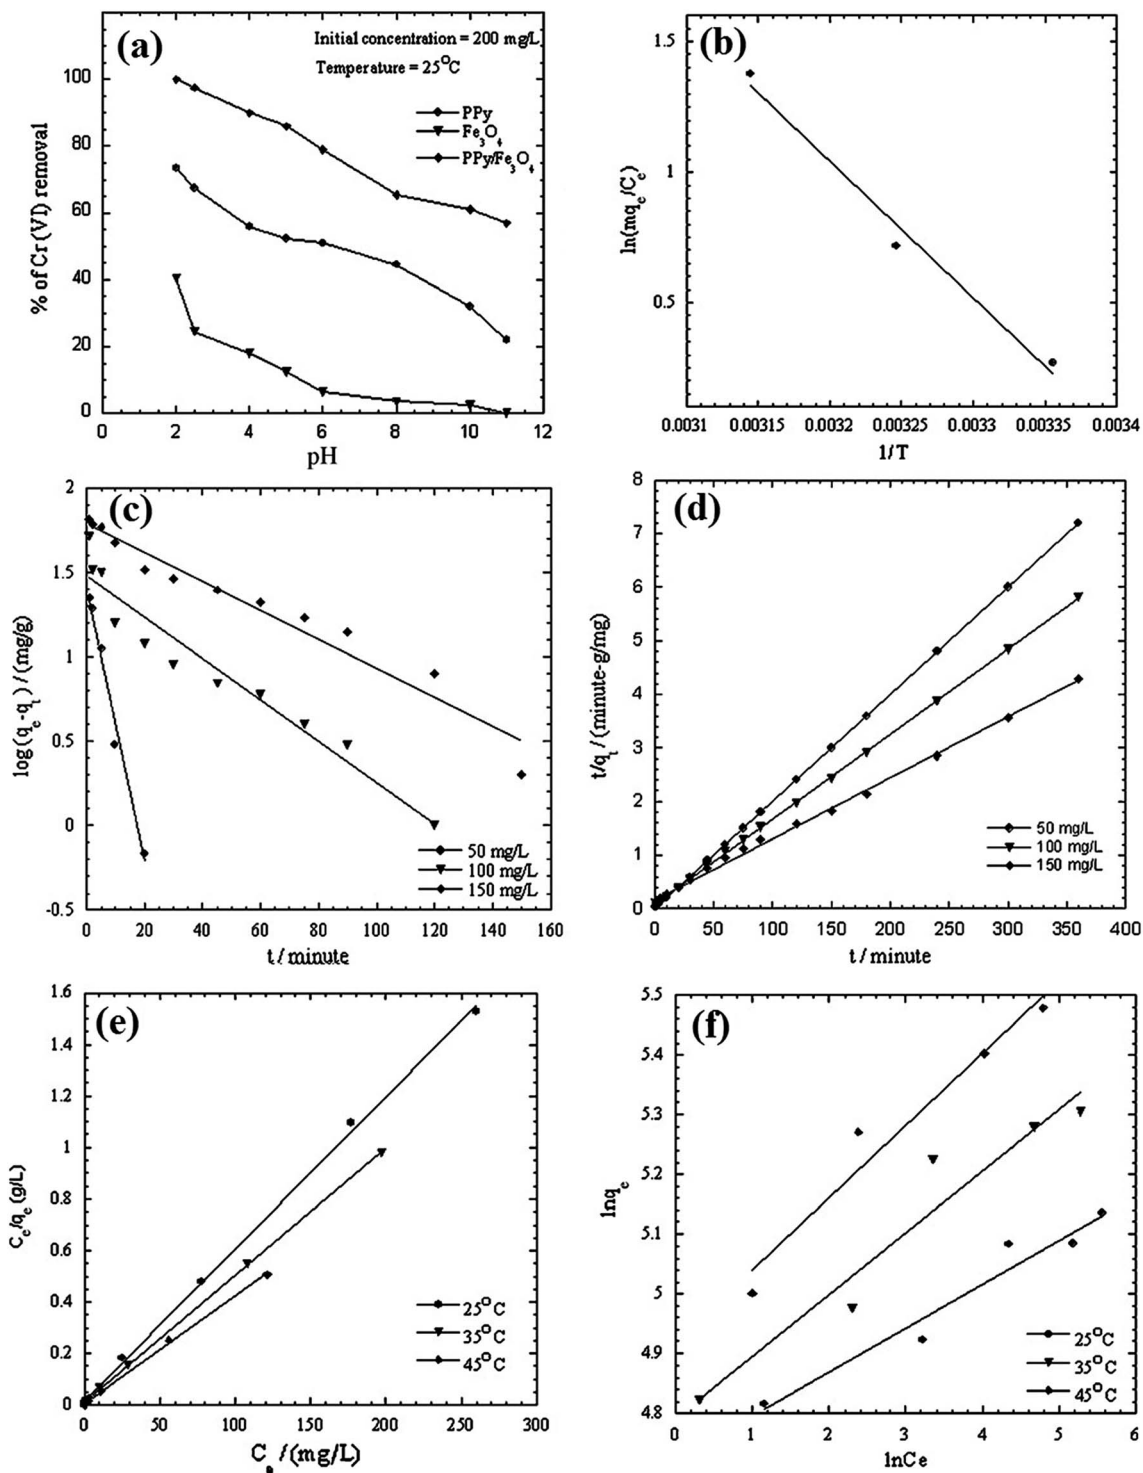 (a)
Initial concentration = 200 mg/L
Temperature = 25°C
PPy
Fe3O4
PPy/Fe3O4
% of Cr (VI) removal
100
80
60
40
20
0
0 2 4 6 8 10 12
pH
(b)
ln(mqe/Ce)
1.5
1
0.5
0.0031 0.00315 0.0032 0.00325 0.0033 0.00335 0.0034
1/T
(c)
log(qe-qt) / (mg/g)
2
1.5
1
0.5
0
-0.5
50 mg/L
100 mg/L
150 mg/L
0 20 40 60 80 100 120 140 160
t / minute
(d)
t/qt / (minute-g/mg)
8
7
6
5
4
3
2
1
0
50 mg/L
100 mg/L
150 mg/L
0 50 100 150 200 250 300 350 400
t / minute
(e)
Ce/qe (g/L)
1.6
1.4
1.2
1
0.8
0.6
0.4
0.2
0
25°C
35°C
45°C
0 50 100 150 200 250 300
Ce / (mg/L)
(f)
lnqe
5.5
5.4
5.3
5.2
5.1
5
4.9
4.8
25°C
35°C
45°C
0 1 2 3 4 5 6
lnCe